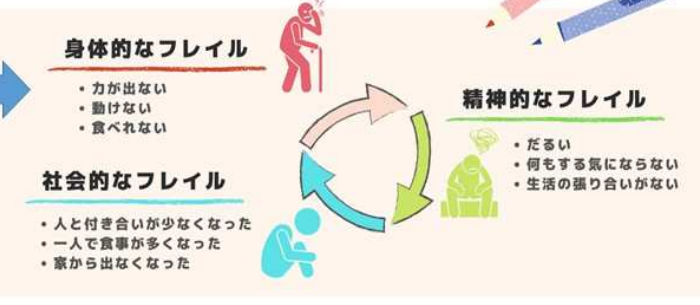 身体的なフレイル
・力が出ない
・動けない
・食べれない
精神的なフレイル
・だるい
・何もする気にならない
・生活の張り合いがない
社会的なフレイル
・人と付き合いが少なくなった
・一人で食事が多くなった
・家から出なくなった